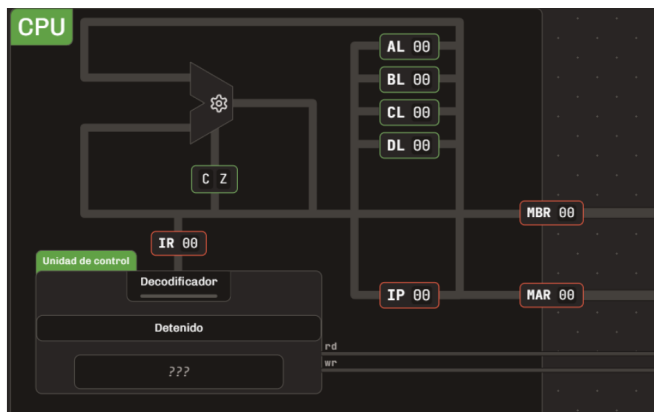 CPU
AL 00
BL 00
CL 00
DL 00
C Z
MBR 00
IR 00
Unidad de control
Decodificador
IP 00
MAR 00
Detenido
rd
wr
???